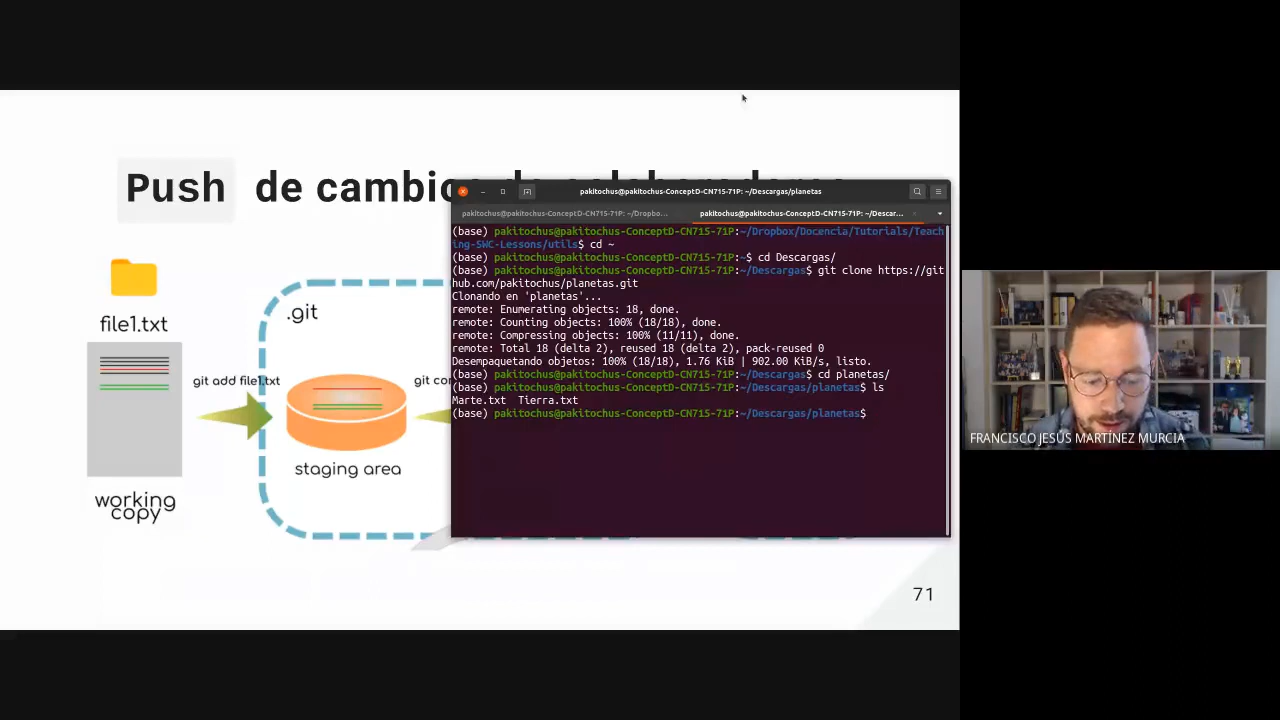 Push de cambio
file1.txt
.git
git add file1.txt
git co
staging area
working
copy
71
pakitochus@pakitochus-ConceptD-CN715-71P: ~/Descargas/planetas
pakitochus@pakitochus-ConceptD-CN715-71P: ~/Dropbo...
pakitochus@pakitochus-ConceptD-CN715-71P: ~/Descar...
(base) pakitochus@pakitochus-ConceptD-CN715-71P:~/Dropbox/Docencia/Tutorials/Teach
ing-SWC-Lessons/utils$ cd ~
(base) pakitochus@pakitochus-ConceptD-CN715-71P:~$ cd Descargas/
(base) pakitochus@pakitochus-ConceptD-CN715-71P:~/Descargas$ git clone https://git
hub.com/pakitochus/planetas.git
Clonando en 'planetas'...
remote: Enumerating objects: 18, done.
remote: Counting objects: 100% (18/18), done.
remote: Compressing objects: 100% (11/11), done.
remote: Total 18 (delta 2), reused 18 (delta 2), pack-reused 0
Desempaquetando objetos: 100% (18/18), 1.76 KiB | 902.00 KiB/s, listo.
(base) pakitochus@pakitochus-ConceptD-CN715-71P:~/Descargas$ cd planetas/
(base) pakitochus@pakitochus-ConceptD-CN715-71P:~/Descargas/planetas$ ls
Marte.txt Tierra.txt
(base) pakitochus@pakitochus-ConceptD-CN715-71P:~/Descargas/planetas$
FRANCISCO JESÚS MARTÍNEZ MURCIA